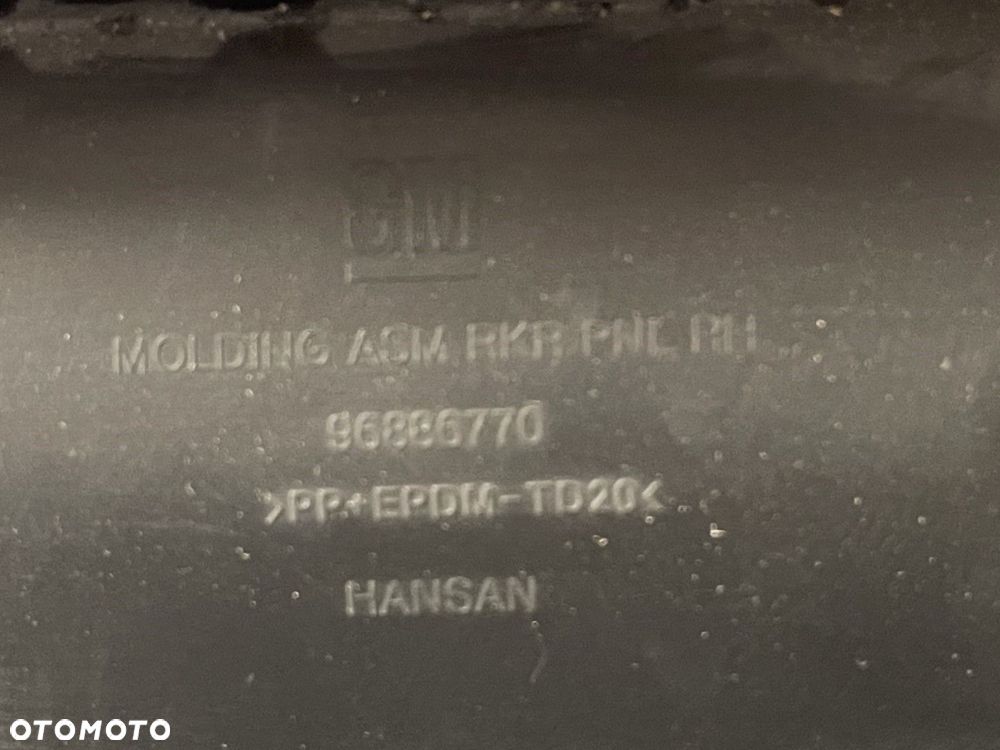 GM
MOLDING ASM RKR PNL RH
96886770
>PP+EPDM-TD20<
HANSAN
OTOMOTO